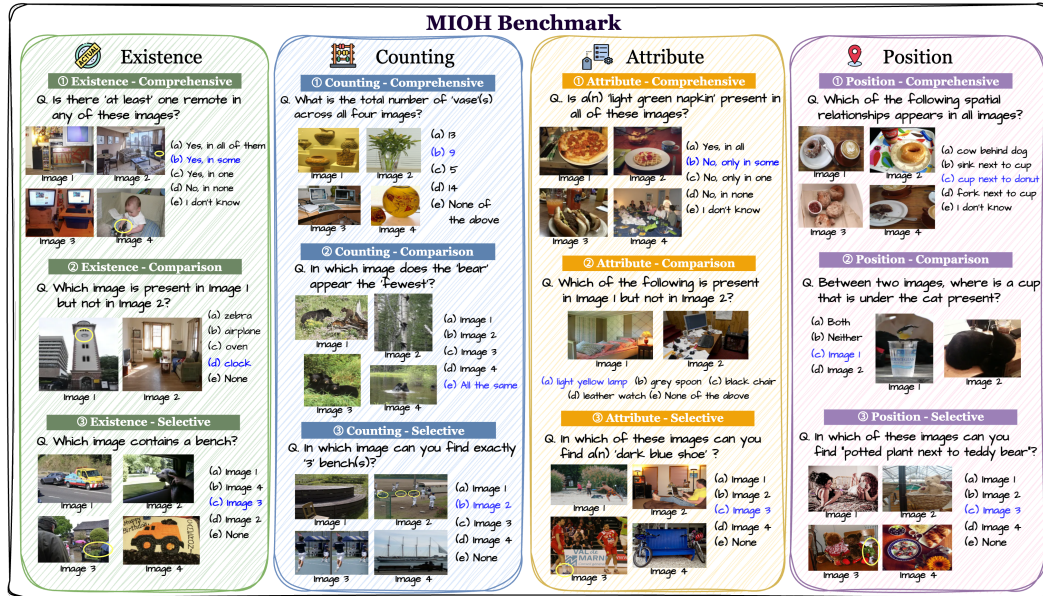 MIOH Benchmark
ACTUAL
Existence
① Existence - Comprehensive
Q. Is there 'at least' one remote in
any of these images?
Image 1
Image 2
Image 3
Image 4
(a) Yes, in all of them
(b) Yes, in some
(c) Yes, in one
(d) No, in none
(e) I don't know
② Existence - Comparison
Q. Which image is present in Image 1
but not in Image 2?
Image 1
Image 2
(a) zebra
(b) airplane
(c) oven
(d) clock
(e) None
③ Existence - Selective
Q. Which image contains a bench?
Image 1
Image 2
Image 3
Image 4
(a) Image 1
(b) Image 4
(c) Image 3
(d) Image 2
(e) None
Counting
① Counting - Comprehensive
Q. What is the total number of 'vase'(s)
across all four images?
Image 1
Image 2
Image 3
Image 4
(a) 13
(b) 9
(c) 5
(d) 14
(e) None of
the above
② Counting - Comparison
Q. In which image does the 'bear'
appear the 'fewest'?
Image 1
Image 2
Image 3
Image 4
(a) Image 1
(b) Image 2
(c) Image 3
(d) Image 4
(e) All the same
③ Counting - Selective
Q. In which image can you find exactly
'3' bench(s)?
Image 1
Image 2
Image 3
Image 4
(a) Image 1
(b) Image 2
(c) Image 3
(d) Image 4
(e) None
Attribute
① Attribute - Comprehensive
Q. Is a(n) 'light green napkin' present in
all of these images?
Image 1
Image 2
Image 3
Image 4
(a) Yes, in all
(b) No, only in some
(c) No, only in one
(d) No, in none
(e) I don't know
② Attribute - Comparison
Q. Which of the following is present
in Image 1 but not in Image 2?
Image 1
Image 2
(a) light yellow lamp (b) grey spoon (c) black chair
(d) leather watch (e) None of the above
③ Attribute - Selective
Q. In which of these images can you
find a(n) 'dark blue shoe' ?
Image 1
Image 2
VAL de
MARN
Image 3
Image 4
(a) Image 1
(b) Image 2
(c) Image 3
(d) Image 4
(e) None
Position
① Position - Comprehensive
Q. Which of the following spatial
relationships appears in all images?
Image 1
Image 2
Image 3
Image 4
(a) cow behind dog
(b) sink next to cup
(c) cup next to donut
(d) fork next to cup
(e) I don't know
② Position - Comparison
Q. Between two images, where is a cup
that is under the cat present?
(a) Both
(b) Neither
(c) Image 1
(d) Image 2
Image 1
Image 2
③ Position - Selective
Q. In which of these images can you
find "potted plant next to teddy bear"?
Image 1
Image 2
Image 3
Image 4
(a) Image 1
(b) Image 2
(c) Image 3
(d) Image 4
(e) None